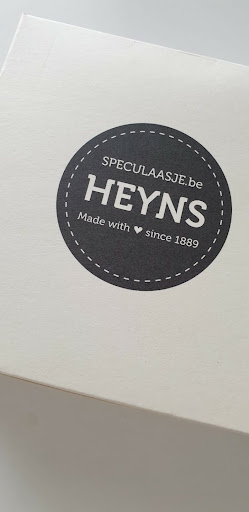 SPECULAASJE.be
HEYNS
Made with ♥ since 1889